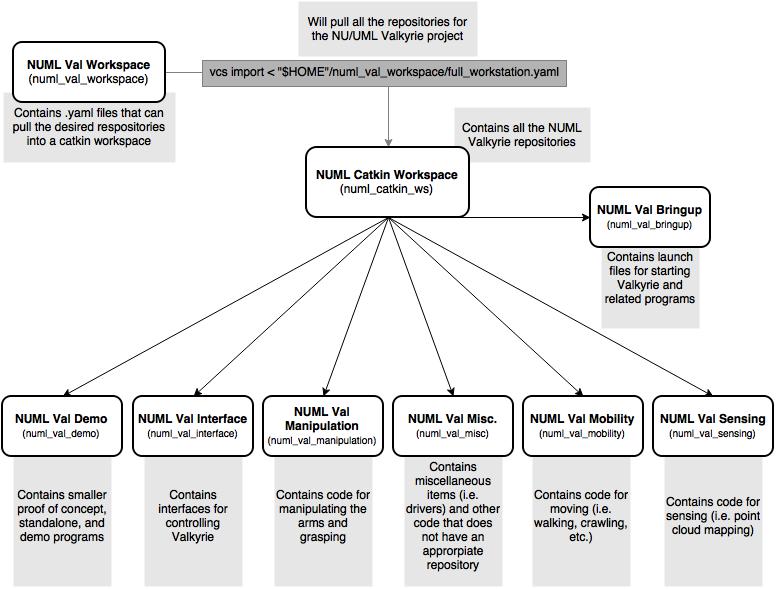 Will pull all the repositories for
the NU/UML Valkyrie project
NUML Val Workspace
(numl_val_workspace)
vcs import < "$HOME"/numl_val_workspace/full_workstation.yaml
Contains .yaml files that can
pull the desired respositories
into a catkin workspace
Contains all the NUML
Valkyrie repositories
NUML Catkin Workspace
(numl_catkin_ws)
NUML Val Bringup
(numl_val_bringup)
Contains launch
files for starting
Valkyrie and
related programs
NUML Val Demo
(numl_val_demo)
Contains smaller
proof of concept,
standalone, and
demo programs
NUML Val Interface
(numl_val_interface)
Contains
interfaces for
controlling
Valkyrie
NUML Val
Manipulation
(numl_val_manipulation)
Contains code for
manipulating the
arms and
grasping
NUML Val Misc.
(numl_val_misc)
Contains
miscellaneous
items (i.e.
drivers) and other
code that does
not have an
approrpiate
repository
NUML Val Mobility
(numl_val_mobility)
Contains code for
moving (i.e.
walking, crawling,
etc.)
NUML Val Sensing
(numl_val_sensing)
Contains code for
sensing (i.e. point
cloud mapping)